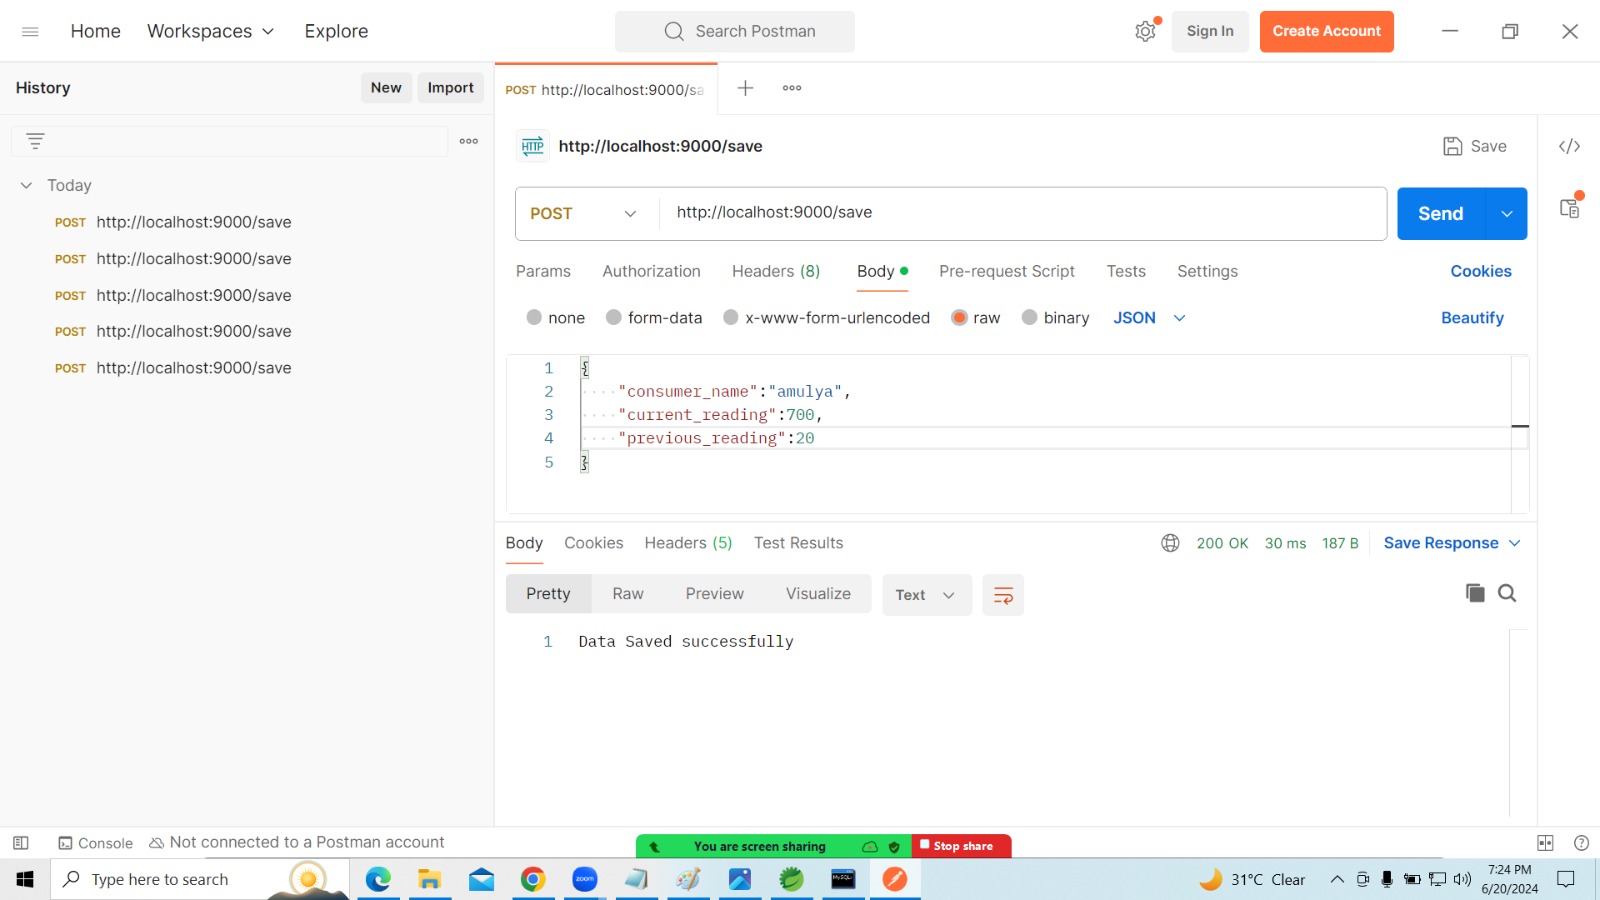 Home Workspaces Explore Search Postman Sign In Create Account
History New Import
POST http://localhost:9000/sa
HTTP http://localhost:9000/save Save </>
Today
POST http://localhost:9000/save
POST http://localhost:9000/save
POST http://localhost:9000/save
POST http://localhost:9000/save
POST http://localhost:9000/save
POST http://localhost:9000/save Send
Params Authorization Headers (8) Body Pre-request Script Tests Settings Cookies
none form-data x-www-form-urlencoded raw binary JSON Beautify
1 {
2 "consumer_name":"amulya",
3 "current_reading":700,
4 "previous_reading":20
5 }
Body Cookies Headers (5) Test Results 200 OK 30 ms 187 B Save Response
Pretty Raw Preview Visualize Text
1 Data Saved successfully
Console Not connected to a Postman account
You are screen sharing Stop share
Type here to search zoom MySQL 31°C Clear 7:24 PM
6/20/2024